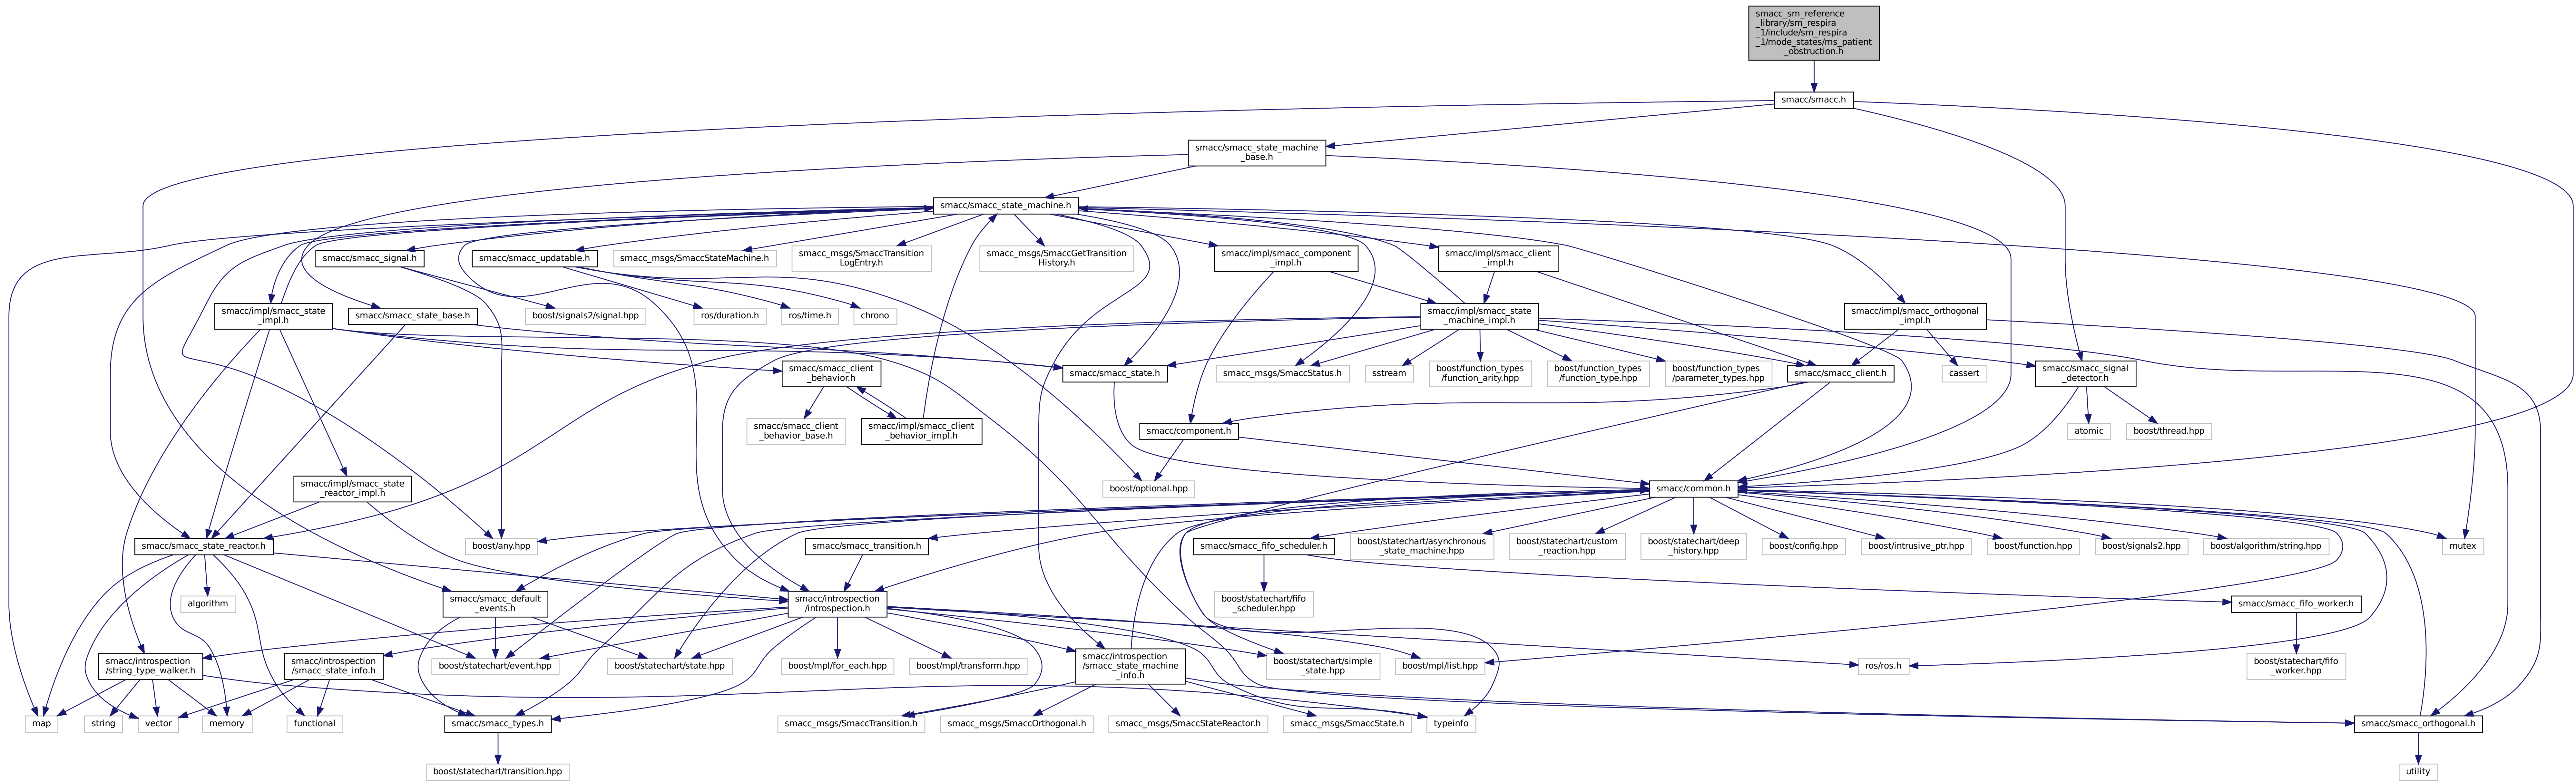 smacc_sm_reference
_library/sm_respira
_1/include/sm_respira
_1/mode_states/ms_patient
_obstruction.h
smacc/smacc.h
smacc/smacc_state_machine
_base.h
smacc/smacc_state_machine.h
smacc/smacc_signal.h
smacc/smacc_updatable.h
smacc_msgs/SmaccStateMachine.h
smacc_msgs/SmaccTransition
LogEntry.h
smacc_msgs/SmaccGetTransition
History.h
smacc/impl/smacc_component
_impl.h
smacc/impl/smacc_client
_impl.h
smacc/impl/smacc_state
_impl.h
smacc/smacc_state_base.h
boost/signals2/signal.hpp
ros/duration.h
ros/time.h
chrono
smacc/impl/smacc_state
_machine_impl.h
smacc/impl/smacc_orthogonal
_impl.h
smacc/smacc_client
_behavior.h
smacc/smacc_state.h
smacc_msgs/SmaccStatus.h
sstream
boost/function_types
/function_arity.hpp
boost/function_types
/function_type.hpp
boost/function_types
/parameter_types.hpp
smacc/smacc_client.h
cassert
smacc/smacc_signal
_detector.h
smacc/smacc_client
_behavior_base.h
smacc/impl/smacc_client
_behavior_impl.h
smacc/component.h
atomic
boost/thread.hpp
smacc/impl/smacc_state
_reactor_impl.h
boost/optional.hpp
smacc/common.h
smacc/smacc_state_reactor.h
boost/any.hpp
smacc/smacc_transition.h
smacc/smacc_fifo_scheduler.h
boost/statechart/asynchronous
_state_machine.hpp
boost/statechart/custom
_reaction.hpp
boost/statechart/deep
_history.hpp
boost/config.hpp
boost/intrusive_ptr.hpp
boost/function.hpp
boost/signals2.hpp
boost/algorithm/string.hpp
mutex
algorithm
smacc/smacc_default
_events.h
smacc/introspection
/introspection.h
boost/statechart/fifo
_scheduler.hpp
smacc/smacc_fifo_worker.h
smacc/introspection
/string_type_walker.h
smacc/introspection
/smacc_state_info.h
boost/statechart/event.hpp
boost/statechart/state.hpp
boost/mpl/for_each.hpp
boost/mpl/transform.hpp
smacc/introspection
/smacc_state_machine
_info.h
boost/statechart/simple
_state.hpp
boost/mpl/list.hpp
ros/ros.h
boost/statechart/fifo
_worker.hpp
map
string
vector
memory
functional
smacc/smacc_types.h
smacc_msgs/SmaccTransition.h
smacc_msgs/SmaccOrthogonal.h
smacc_msgs/SmaccStateReactor.h
smacc_msgs/SmaccState.h
typeinfo
smacc/smacc_orthogonal.h
boost/statechart/transition.hpp
utility